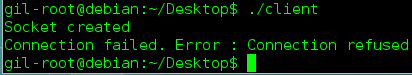 gil-root@debian:~/Desktop$ ./client
Socket created
Connection failed. Error : Connection refused
gil-root@debian:~/Desktop$